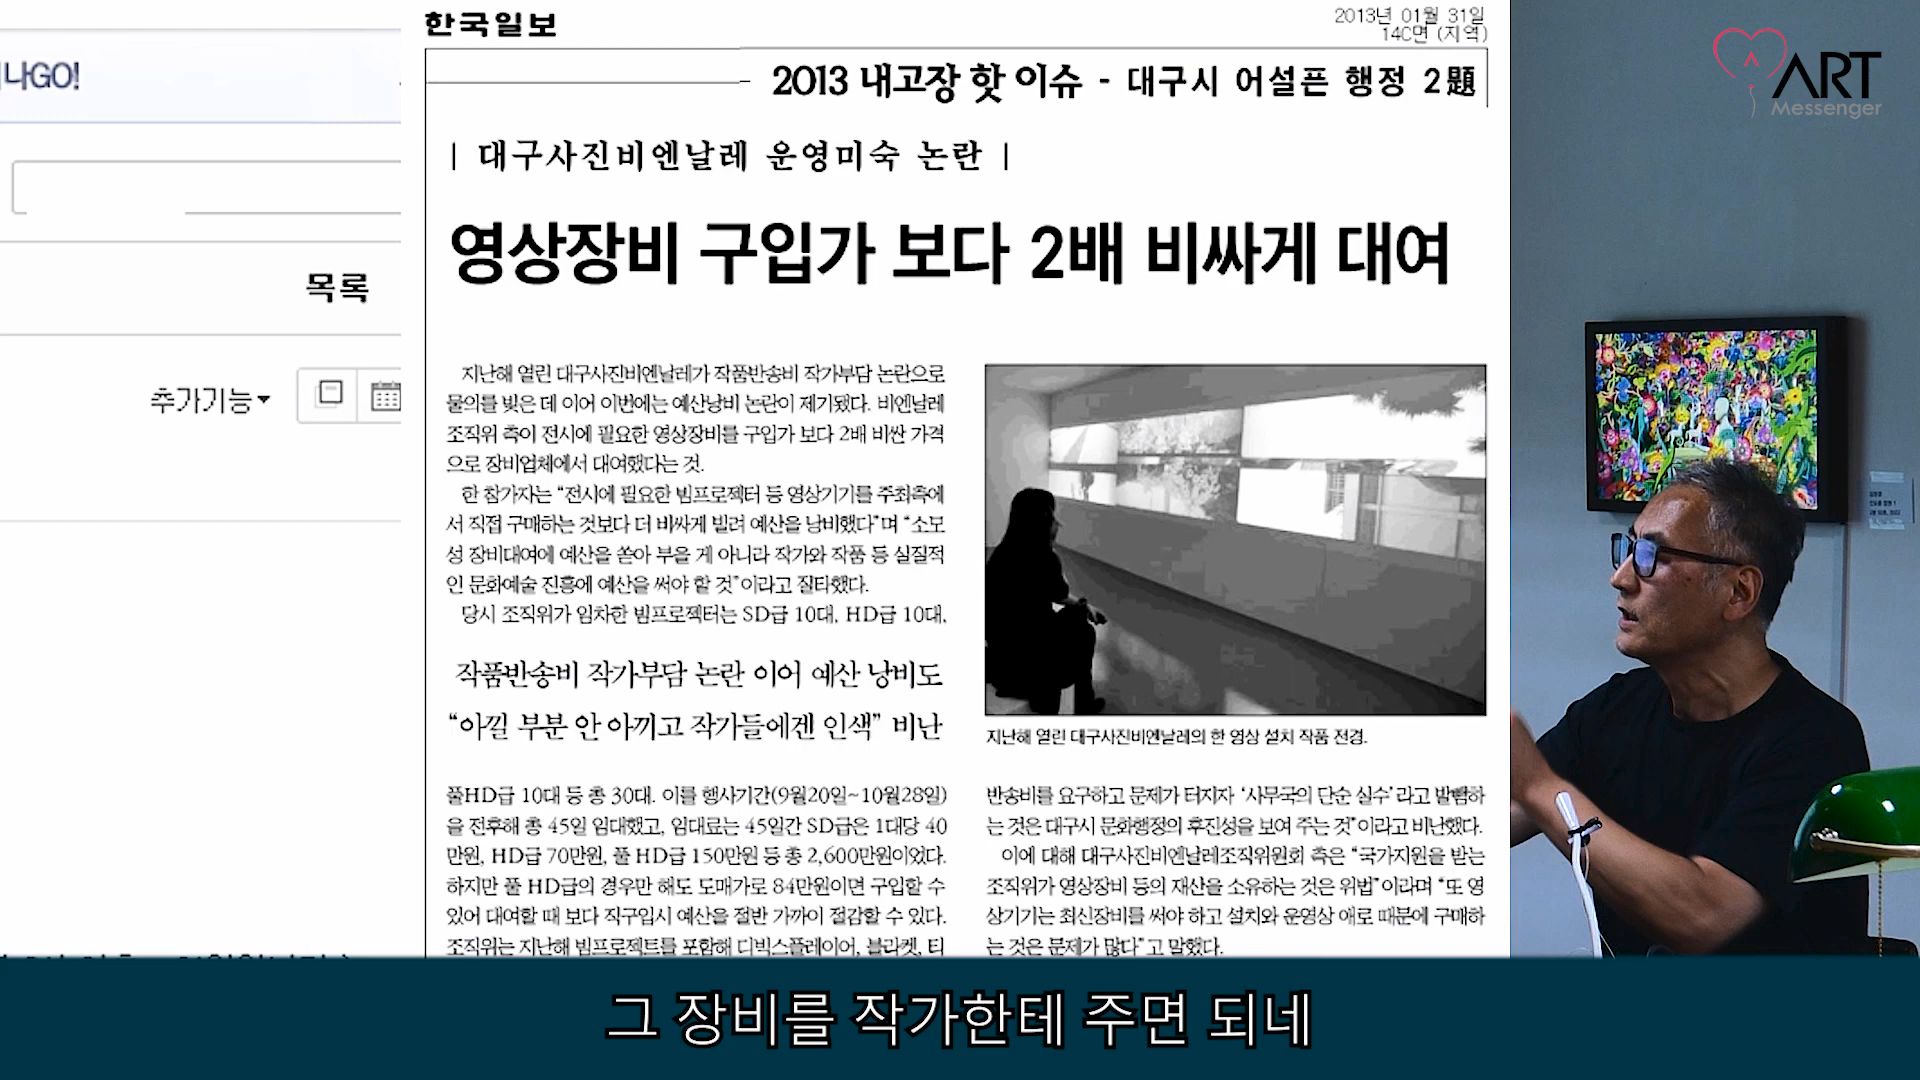 한국일보
2013년 01월 31일
14C면 (지역)
2013 내고장 핫 이슈 - 대구시 어설픈 행정 2題
| 대구사진비엔날레 운영미숙 논란 |
영상장비 구입가 보다 2배 비싸게 대여
지난해 열린 대구사진비엔날레가 작품반송비 작가부담 논란으로
물의를 빚은 데 이어 이번에는 예산낭비 논란이 제기됐다. 비엔날레
조직위 측이 전시에 필요한 영상장비를 구입가 보다 2배 비싼 가격
으로 장비업체에서 대여했다는 것.
한 참가자는 “전시에 필요한 빔프로젝터 등 영상기기를 주최측에
서 직접 구매하는 것보다 더 비싸게 빌려 예산을 낭비했다”며 “소모
성 장비대여에 예산을 쏟아 부을 게 아니라 작가와 작품 등 실질적
인 문화예술 진흥에 예산을 써야 할 것”이라고 질타했다.
당시 조직위가 임차한 빔프로젝터는 SD급 10대, HD급 10대,
작품반송비 작가부담 논란 이어 예산 낭비도
“아낄 부분 안 아끼고 작가들에겐 인색” 비난
풀HD급 10대 등 총 30대. 이를 행사기간(9월20일~10월28일)
을 전후해 총 45일 임대했고, 임대료는 45일간 SD급은 1대당 40
만원, HD급 70만원, 풀 HD급 150만원 등 총 2,600만원이었다.
하지만 풀 HD급의 경우만 해도 도매가로 84만원이면 구입할 수
있어 대여할 때 보다 직구입시 예산을 절반 가까이 절감할 수 있다.
조직위는 지난해 빔프로젝트를 포함해 디빅스플레이어, 블라켓, 티
지난해 열린 대구사진비엔날레의 한 영상 설치 작품 전경.
반송비를 요구하고 문제가 터지자 ‘사무국의 단순 실수’라고 발뺌하
는 것은 대구시 문화행정의 후진성을 보여 주는 것”이라고 비난했다.
이에 대해 대구사진비엔날레조직위원회 측은 “국가지원을 받는
조직위가 영상장비 등의 재산을 소유하는 것은 위법”이라며 “또 영
상기기는 최신장비를 써야 하고 설치와 운영상 애로 때문에 구매하
는 것은 문제가 많다”고 말했다.
나GO!
목록
추가기능
ART
Messenger
그 장비를 작가한테 주면 되네